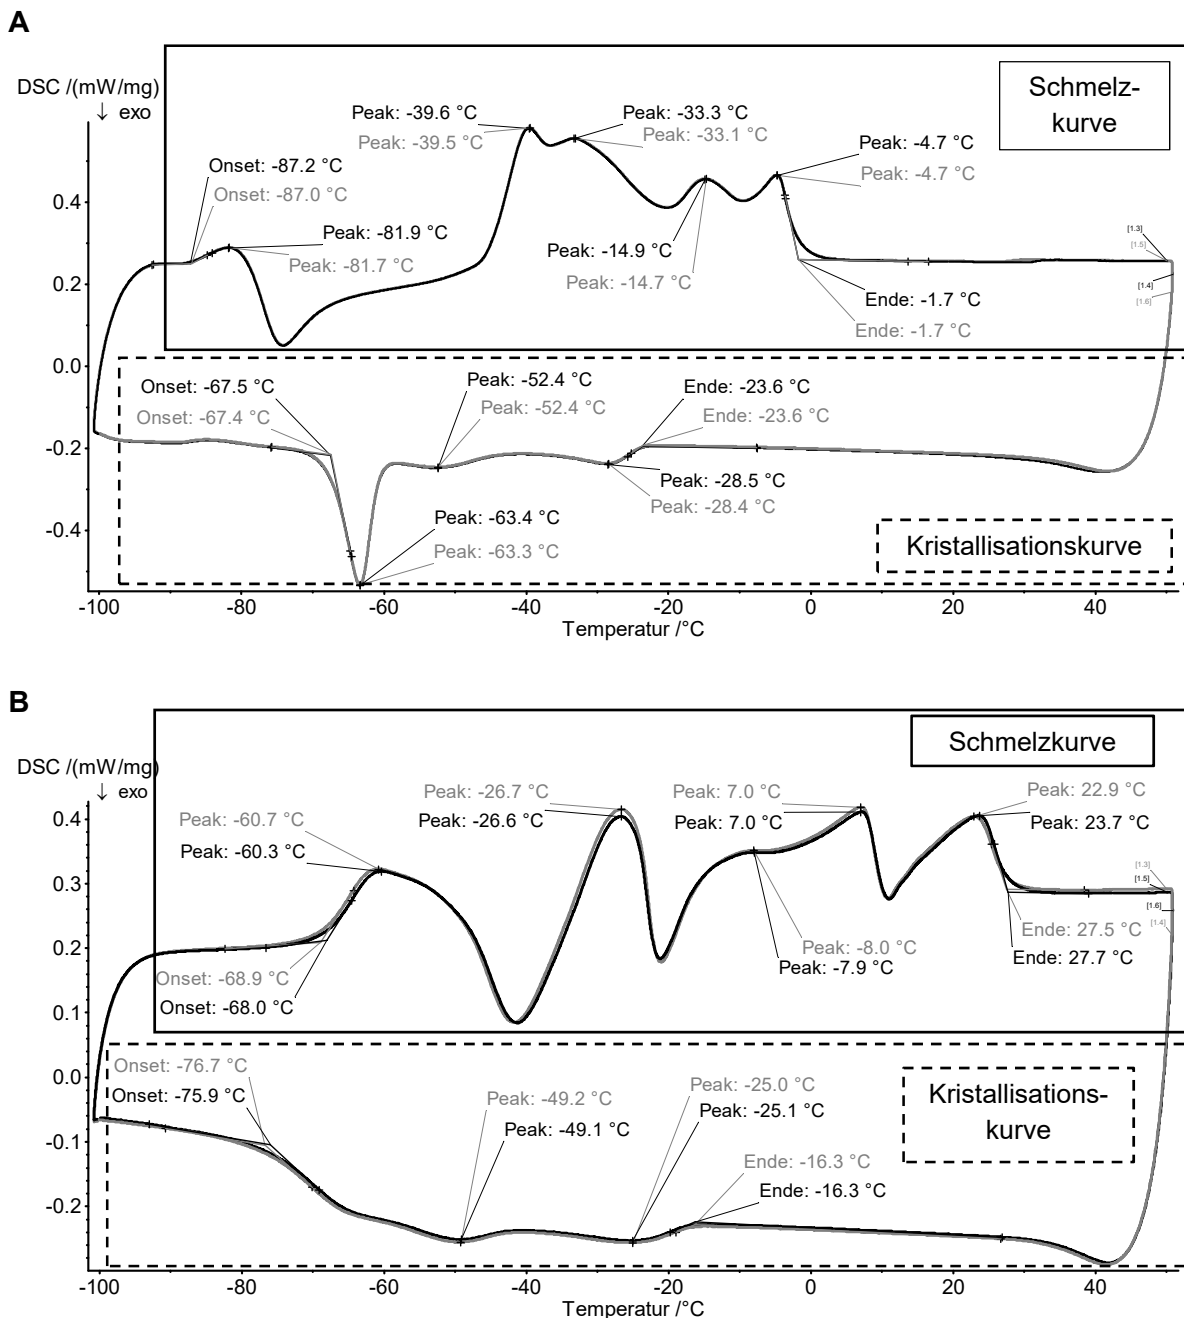 A
DSC /(mW/mg)
↓ exo
Schmelz-
kurve
Peak: -39.6 °C
Peak: -39.5 °C
Peak: -33.3 °C
Peak: -33.1 °C
Peak: -4.7 °C
Peak: -4.7 °C
Onset: -87.2 °C
Onset: -87.0 °C
Peak: -81.9 °C
Peak: -81.7 °C
Peak: -14.9 °C
Peak: -14.7 °C
Ende: -1.7 °C
Ende: -1.7 °C
[1.3]
[1.5]
[1.4]
[1.6]
0.4
0.2
0.0
-0.2
-0.4
Onset: -67.5 °C
Onset: -67.4 °C
Peak: -52.4 °C
Peak: -52.4 °C
Ende: -23.6 °C
Ende: -23.6 °C
Peak: -28.5 °C
Peak: -28.4 °C
Peak: -63.4 °C
Peak: -63.3 °C
Kristallisationskurve
-100 -80 -60 -40 -20 0 20 40
Temperatur /°C
B
DSC /(mW/mg)
↓ exo
Schmelzkurve
Peak: -60.7 °C
Peak: -60.3 °C
Peak: -26.7 °C
Peak: -26.6 °C
Peak: 7.0 °C
Peak: 7.0 °C
Peak: 22.9 °C
Peak: 23.7 °C
[1.3]
[1.5]
[1.6]
[1.4]
Onset: -68.9 °C
Onset: -68.0 °C
Peak: -8.0 °C
Peak: -7.9 °C
Ende: 27.5 °C
Ende: 27.7 °C
0.4
0.3
0.2
0.1
0.0
-0.1
-0.2
Onset: -76.7 °C
Onset: -75.9 °C
Peak: -49.2 °C
Peak: -49.1 °C
Peak: -25.0 °C
Peak: -25.1 °C
Ende: -16.3 °C
Ende: -16.3 °C
Kristallisations-
kurve
-100 -80 -60 -40 -20 0 20 40
Temperatur /°C